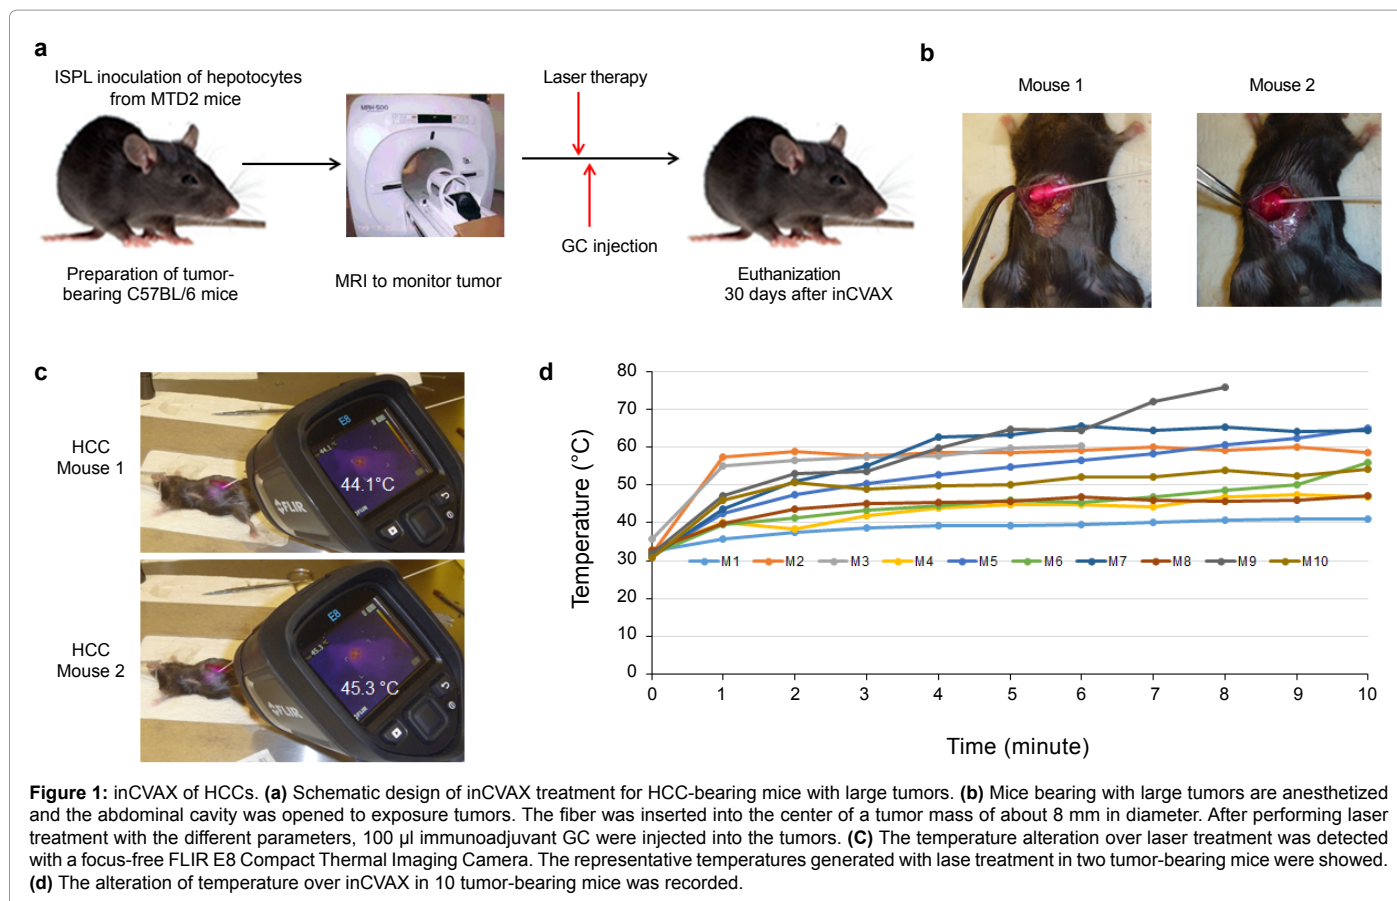 a
ISPL inoculation of hepotocytes
from MTD2 mice
Laser therapy
GC injection
Preparation of tumor-
bearing C57BL/6 mice
MRI to monitor tumor
Euthanization
30 days after inCVAX
b
Mouse 1
Mouse 2
c
HCC
Mouse 1
E8
44.1°C
FLIR
HCC
Mouse 2
E8
45.3 °C
FLIR
d
Temperature (°C)
80
70
60
50
40
30
20
10
0
M1 M2 M3 M4 M5 M6 M7 M8 M9 M10
0 1 2 3 4 5 6 7 8 9 10
Time (minute)
Figure 1: inCVAX of HCCs. (a) Schematic design of inCVAX treatment for HCC-bearing mice with large tumors. (b) Mice bearing with large tumors are anesthetized
and the abdominal cavity was opened to exposure tumors. The fiber was inserted into the center of a tumor mass of about 8 mm in diameter. After performing laser
treatment with the different parameters, 100 µl immunoadjuvant GC were injected into the tumors. (C) The temperature alteration over laser treatment was detected
with a focus-free FLIR E8 Compact Thermal Imaging Camera. The representative temperatures generated with lase treatment in two tumor-bearing mice were showed.
(d) The alteration of temperature over inCVAX in 10 tumor-bearing mice was recorded.